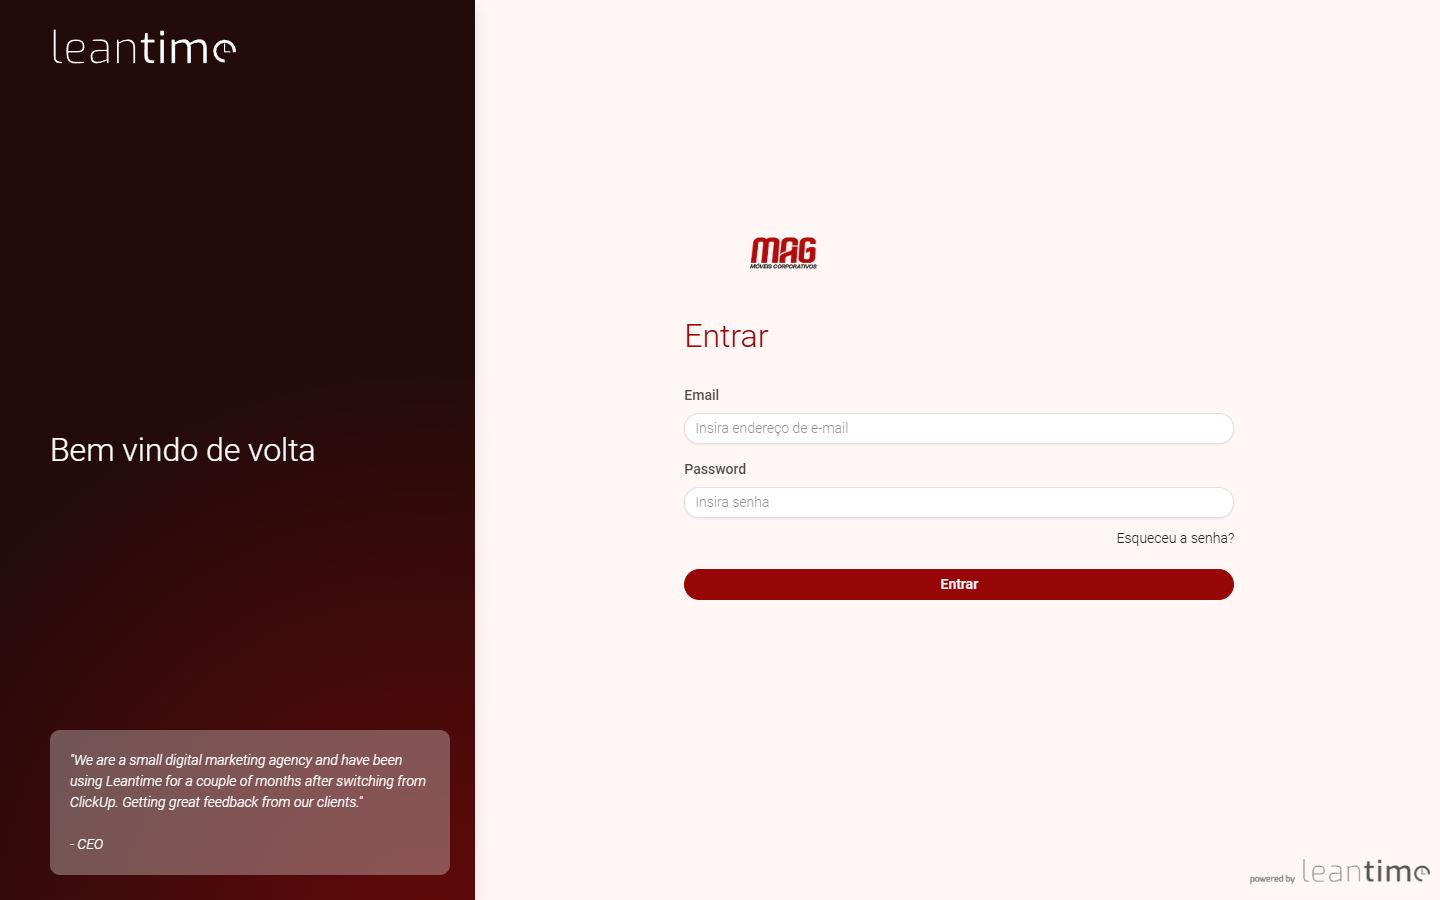 leantime
Bem vindo de volta
"We are a small digital marketing agency and have been
using Leantime for a couple of months after switching from
ClickUp. Getting great feedback from our clients."
- CEO
MAG
MÓVEIS CORPORATIVOS
Entrar
Email
Insira endereço de e-mail
Password
Insira senha
Esqueceu a senha?
Entrar
powered by leantime